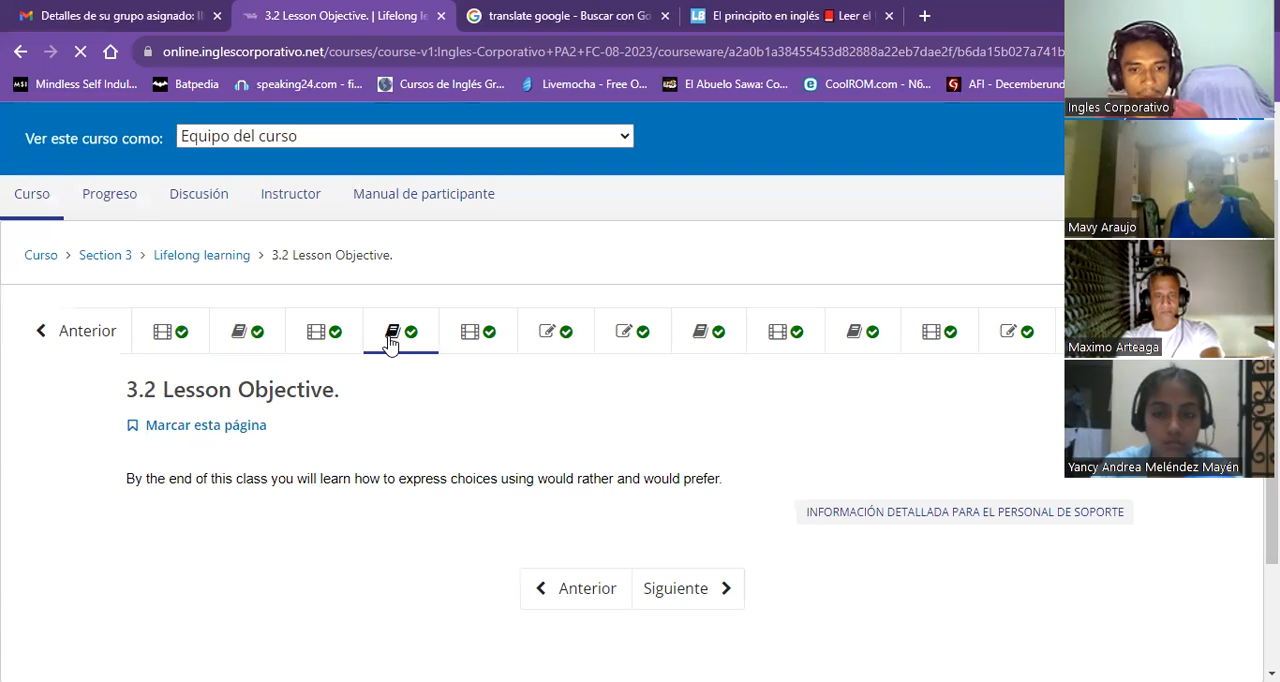 Detalles de su grupo asignado: I
3.2 Lesson Objective. | Lifelong le
translate google - Buscar con Go
El principito en inglés Leer el
online.inglescorporativo.net/courses/course-v1:Ingles-Corporativo+PA2+FC-08-2023/courseware/a2a0b1a38455453d82888a22eb7dae2f/b6da15b027a741b
Mindless Self Indul...
Batpedia
speaking24.com - fi...
Cursos de Inglés Gr...
Livemocha - Free O...
El Abuelo Sawa: Co...
CoolROM.com - N6...
AFI - Decemberund
Ver este curso como:
Equipo del curso
Curso
Progreso
Discusión
Instructor
Manual de participante
Curso > Section 3 > Lifelong learning > 3.2 Lesson Objective.
Anterior
3.2 Lesson Objective.
Marcar esta página
By the end of this class you will learn how to express choices using would rather and would prefer.
INFORMACIÓN DETALLADA PARA EL PERSONAL DE SOPORTE
Anterior
Siguiente
Ingles Corporativo
Mavy Araujo
Maximo Arteaga
Yancy Andrea Meléndez Mayén